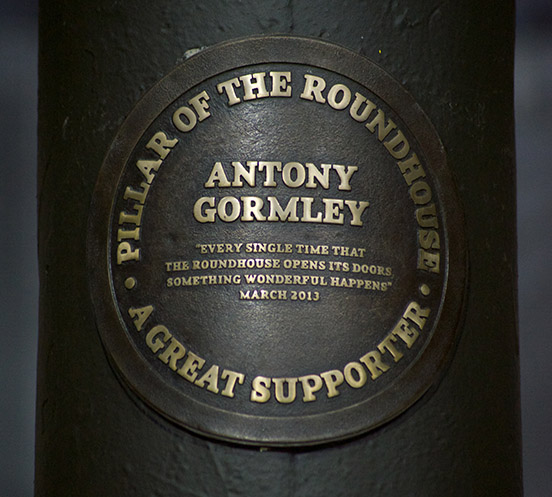 PILLAR OF THE ROUNDHOUSE
ANTONY
GORMLEY
"EVERY SINGLE TIME THAT
THE ROUNDHOUSE OPENS ITS DOORS,
SOMETHING WONDERFUL HAPPENS"
MARCH 2013
• A GREAT SUPPORTER •